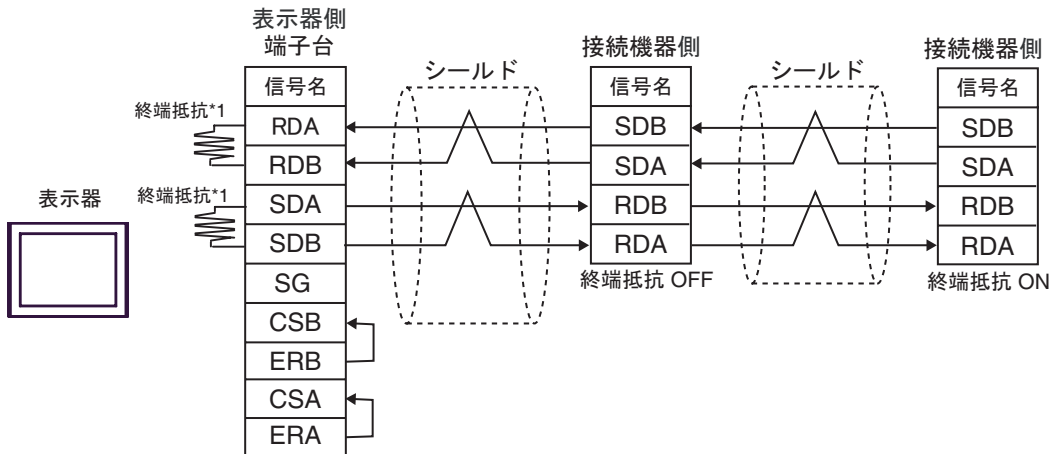 表示器側
端子台
接続機器側
接続機器側
シールド
シールド
信号名
信号名
信号名
終端抵抗*1
RDA
SDB
SDB
RDB
SDA
SDA
表示器
終端抵抗*1
SDA
RDB
RDB
SDB
RDA
RDA
SG
終端抵抗 OFF
終端抵抗 ON
CSB
ERB
CSA
ERA